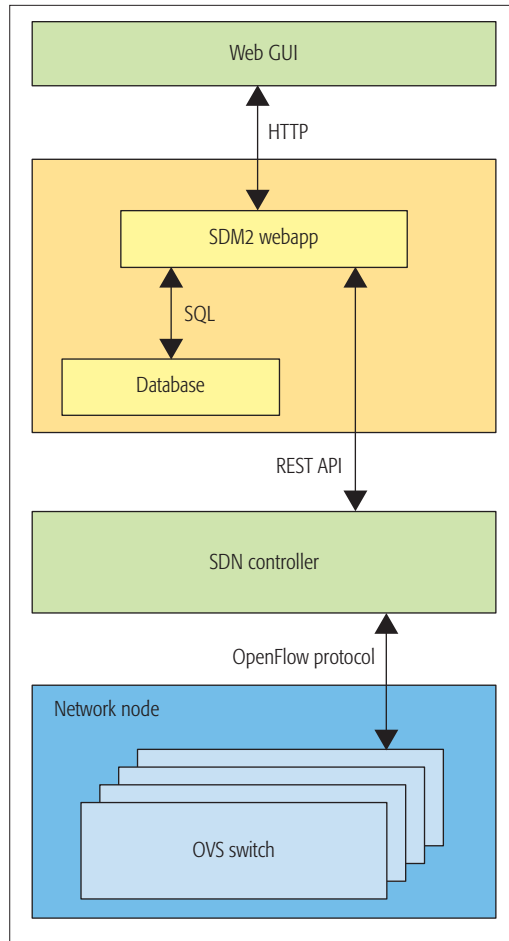 Web GUI
HTTP
SDM2 webapp
SQL
Database
REST API
SDN controller
OpenFlow protocol
Network node
OVS switch